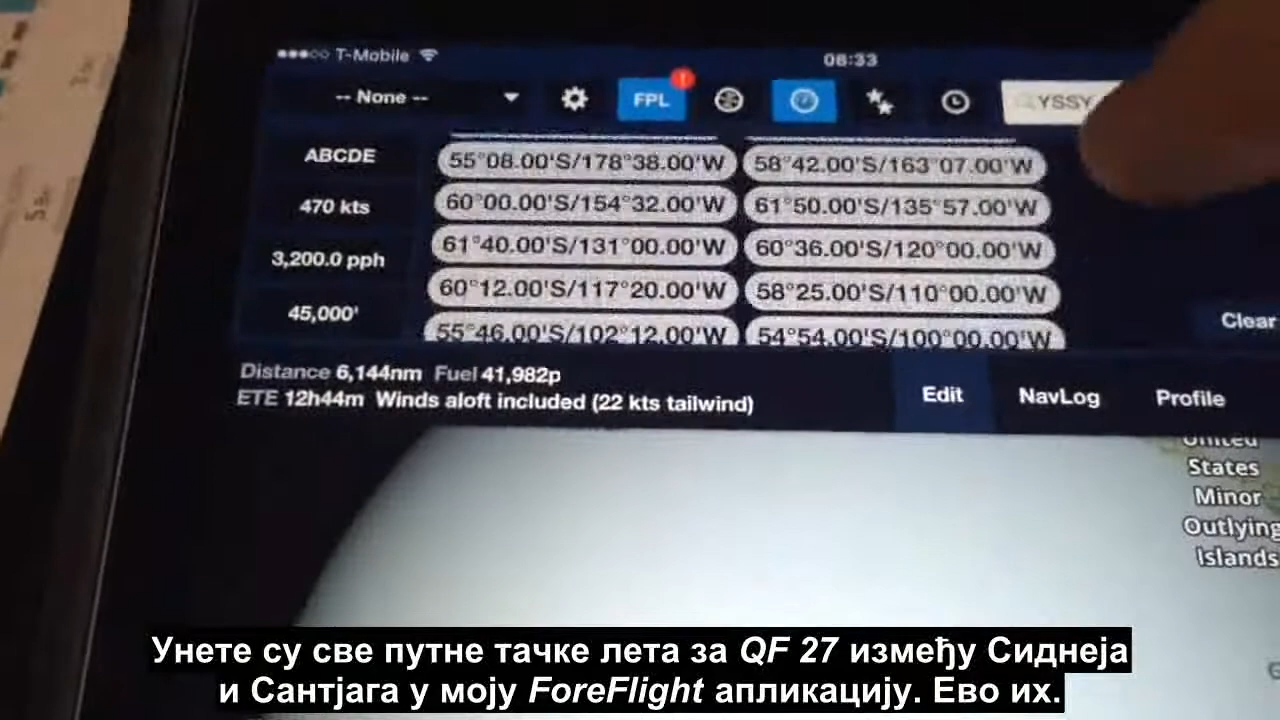 T-Mobile
08:33
-- None --
FPL
!
YSSY
ABCDE
55°08.00'S/178°38.00'W
58°42.00'S/163°07.00'W
470 kts
60°00.00'S/154°32.00'W
61°50.00'S/135°57.00'W
3,200.0 pph
61°40.00'S/131°00.00'W
60°36.00'S/120°00.00'W
45,000'
60°12.00'S/117°20.00'W
58°25.00'S/110°00.00'W
55°46.00'S/102°12.00'W
54°54.00'S/100°00.00'W
Clear
Distance 6,144nm Fuel 41,982p
ETE 12h44m Winds aloft included (22 kts tailwind)
Edit
NavLog
Profile
United
States
Minor
Outlying
Islands
Унете су све путне тачке лета за QF 27 између Сиднеја
и Сантјага у моју ForeFlight апликацију. Ево их.